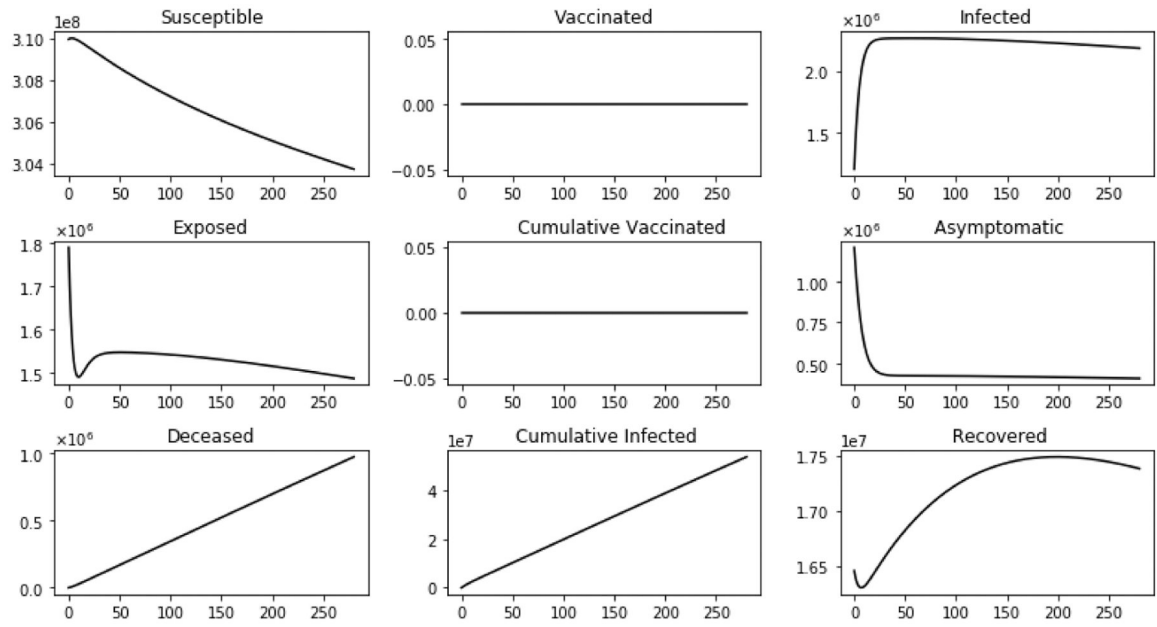 Susceptible
1e8
3.10
3.08
3.06
3.04
0 50 100 150 200 250
Vaccinated
0.05
0.00
−0.05
0 50 100 150 200 250
Infected
×10⁶
2.0
1.5
0 50 100 150 200 250
Exposed
×10⁶
1.8
1.7
1.6
1.5
0 50 100 150 200 250
Cumulative Vaccinated
0.05
0.00
−0.05
0 50 100 150 200 250
Asymptomatic
×10⁶
1.00
0.75
0.50
0 50 100 150 200 250
Deceased
×10⁶
1.0
0.5
0.0
0 50 100 150 200 250
Cumulative Infected
1e7
4
2
0
0 50 100 150 200 250
Recovered
1e7
1.75
1.70
1.65
0 50 100 150 200 250